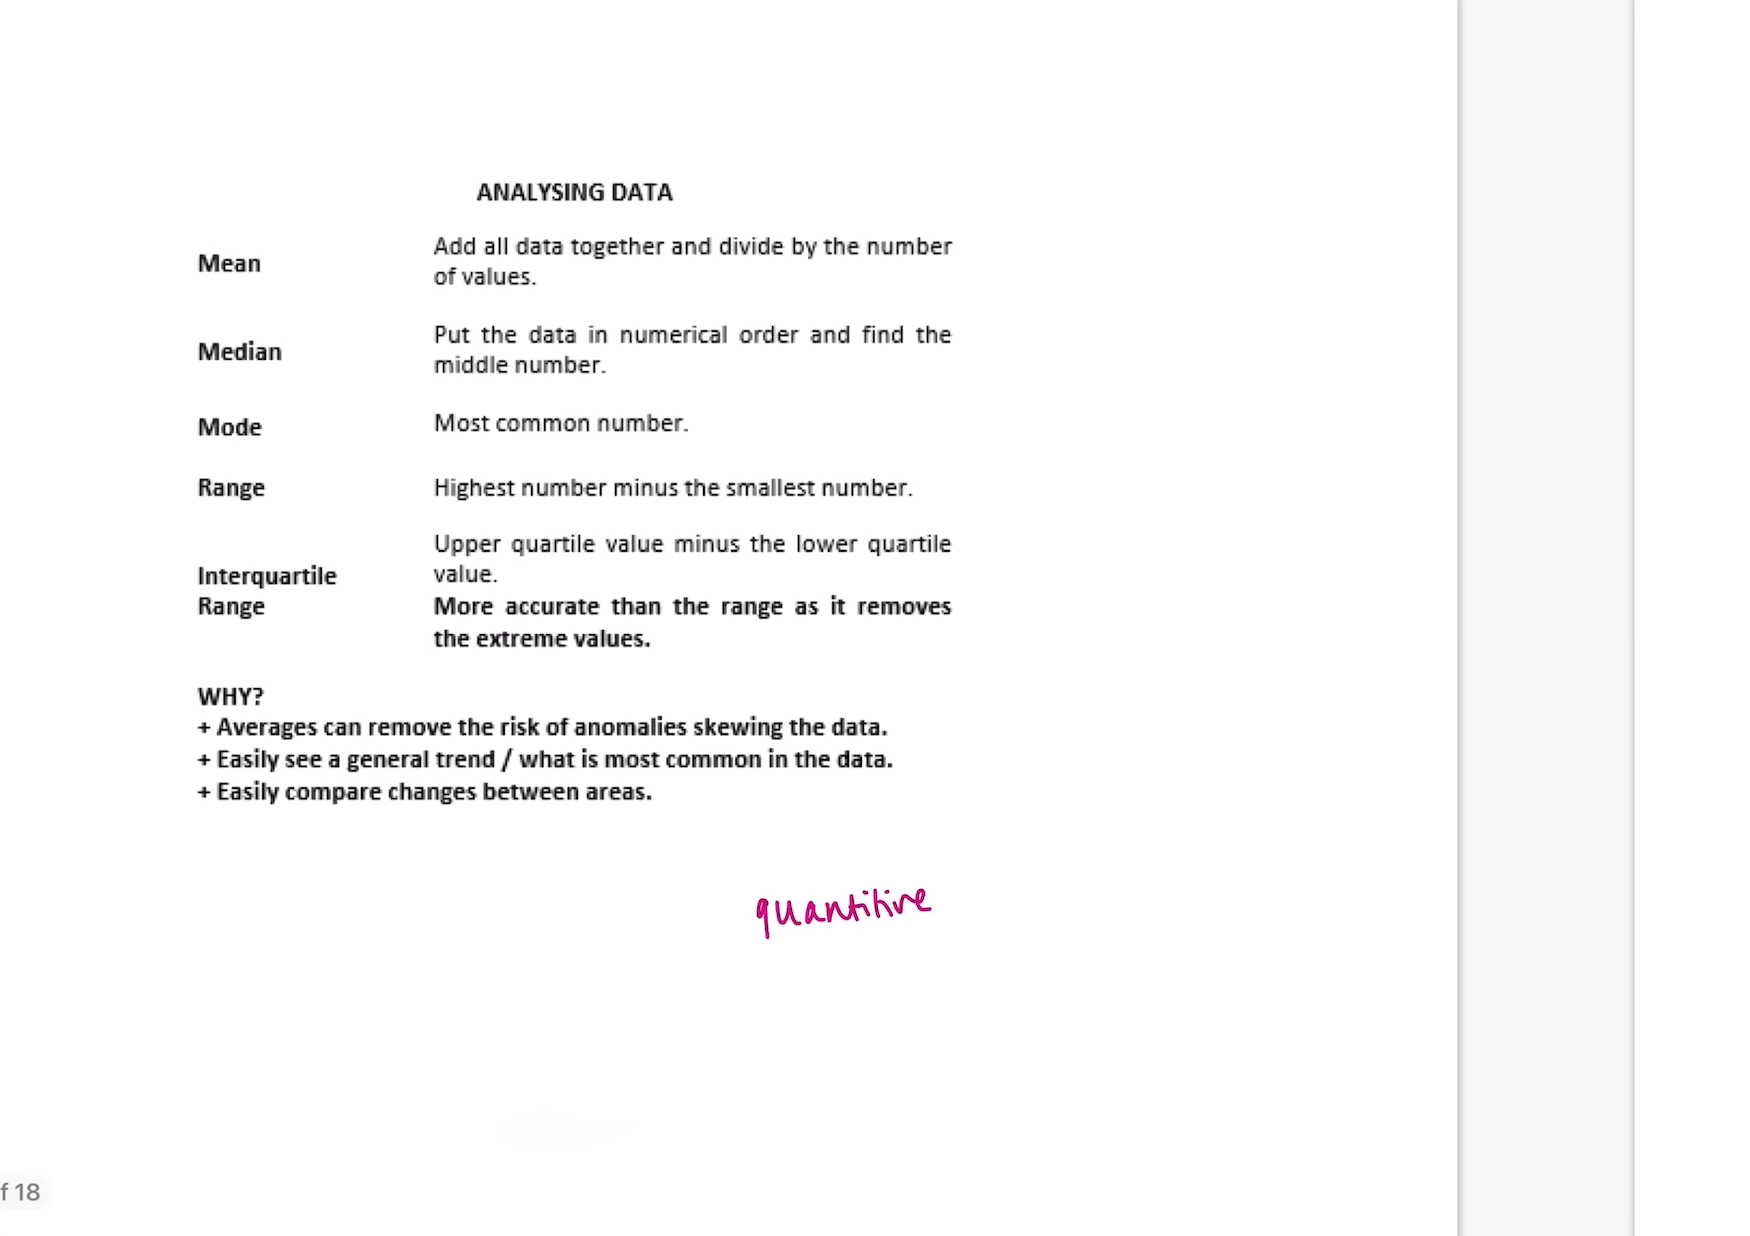 ANALYSING DATA
Mean
Add all data together and divide by the number
of values.
Median
Put the data in numerical order and find the
middle number.
Mode
Most common number.
Range
Highest number minus the smallest number.
Interquartile
Range
Upper quartile value minus the lower quartile
value.
More accurate than the range as it removes
the extreme values.
WHY?
+ Averages can remove the risk of anomalies skewing the data.
+ Easily see a general trend / what is most common in the data.
+ Easily compare changes between areas.
quantitive
f 18